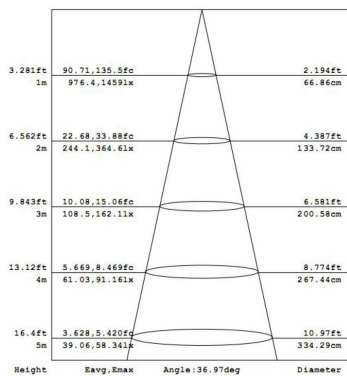 3.281ft 90.71,135.5fc 2.194ft
1m 976.4,1459lx 66.86cm
6.562ft 22.68,33.88fc 4.387ft
2m 244.1,364.6lx 133.72cm
9.843ft 10.08,15.06fc 6.581ft
3m 108.5,162.1lx 200.58cm
13.12ft 5.669,8.469fc 8.774ft
4m 61.03,91.16lx 267.44cm
16.4ft 3.628,5.420fc 10.97ft
5m 39.06,58.34lx 334.29cm
Height Eavg,Emax Angle:36.97deg Diameter